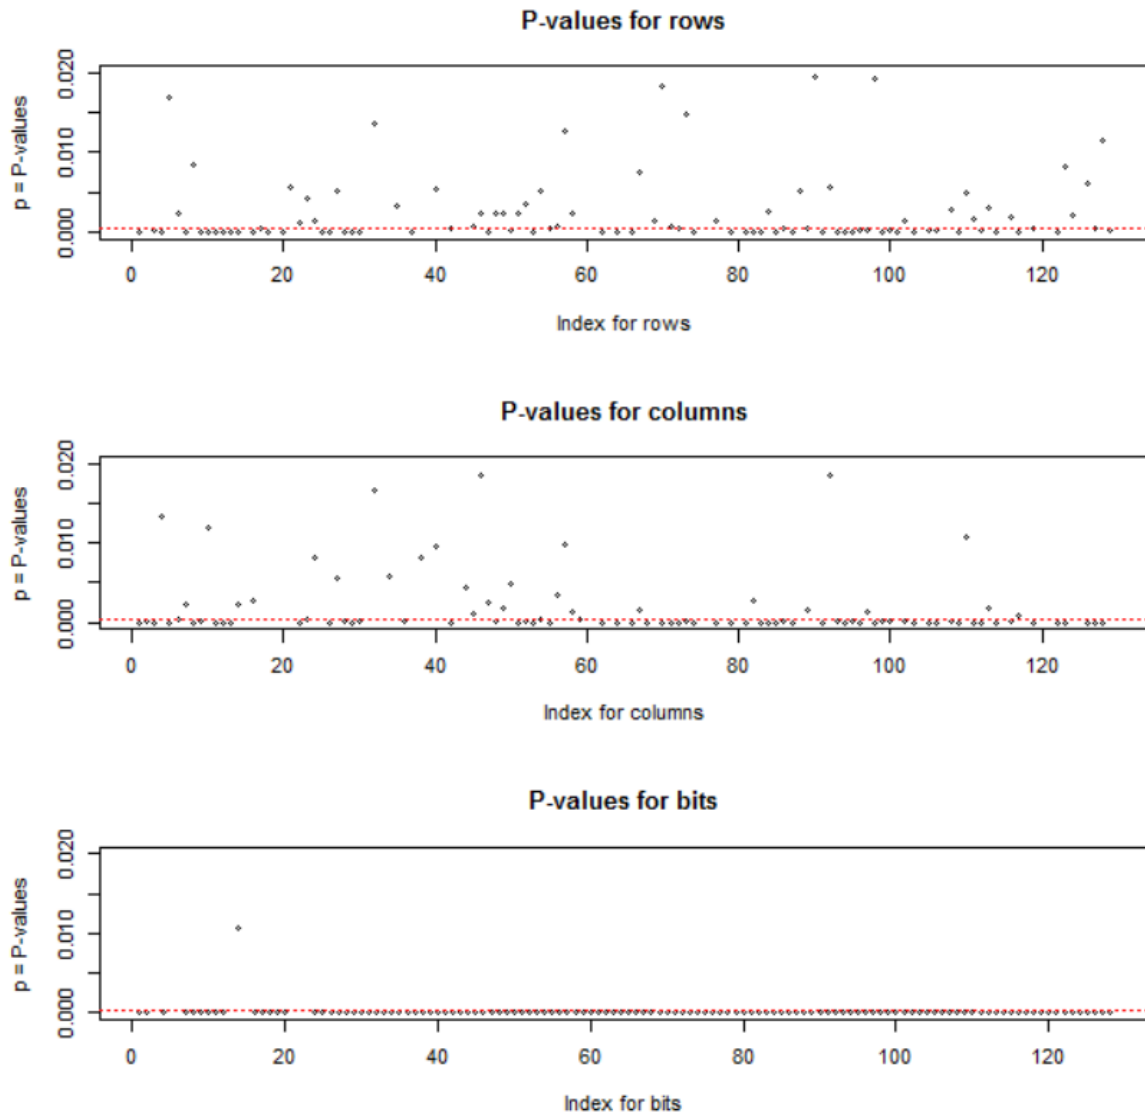 P-values for rows
p = P-values
0.000 0.010 0.020
0 20 40 60 80 100 120
Index for rows
P-values for columns
p = P-values
0.000 0.010 0.020
0 20 40 60 80 100 120
Index for columns
P-values for bits
p = P-values
0.000 0.010 0.020
0 20 40 60 80 100 120
Index for bits